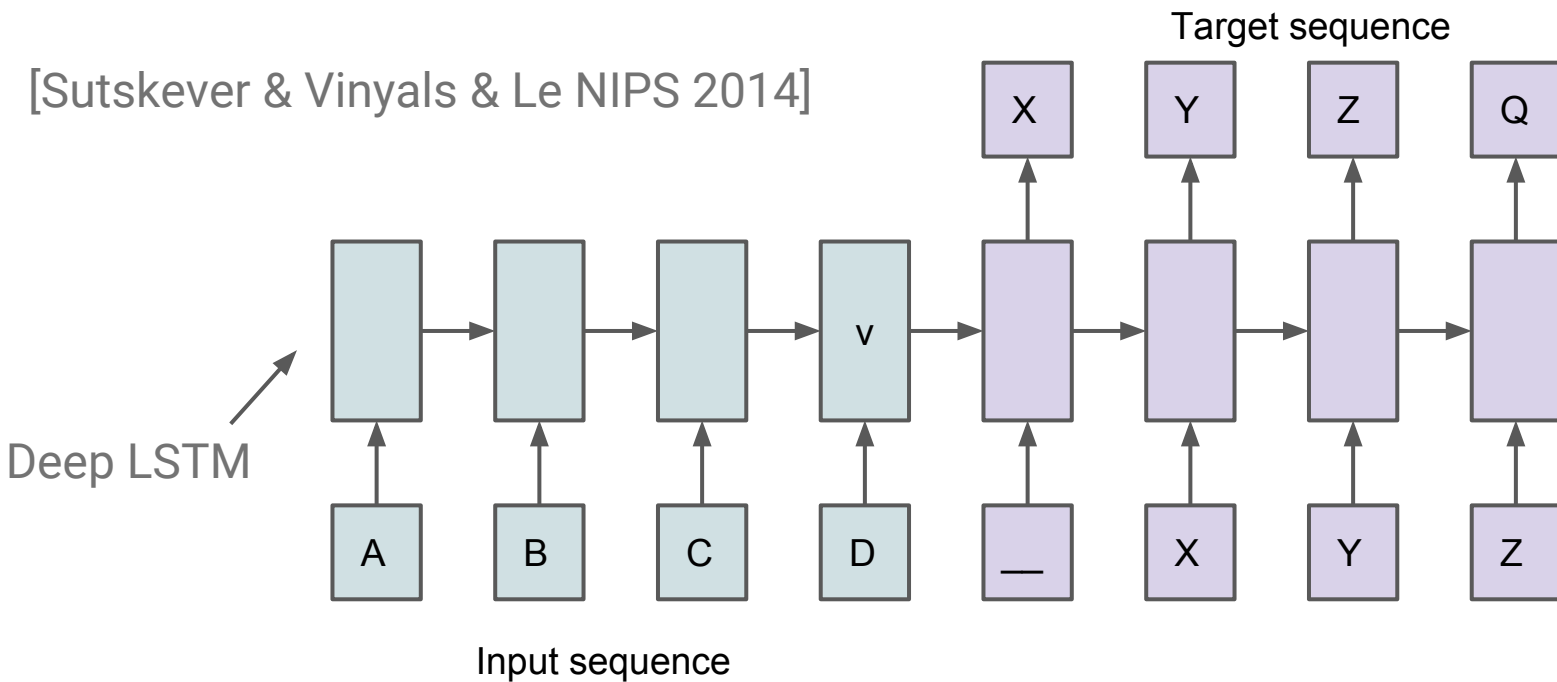 Target sequence
[Sutskever & Vinyals & Le NIPS 2014]
X Y Z Q
v
Deep LSTM
A B C D __ X Y Z
Input sequence